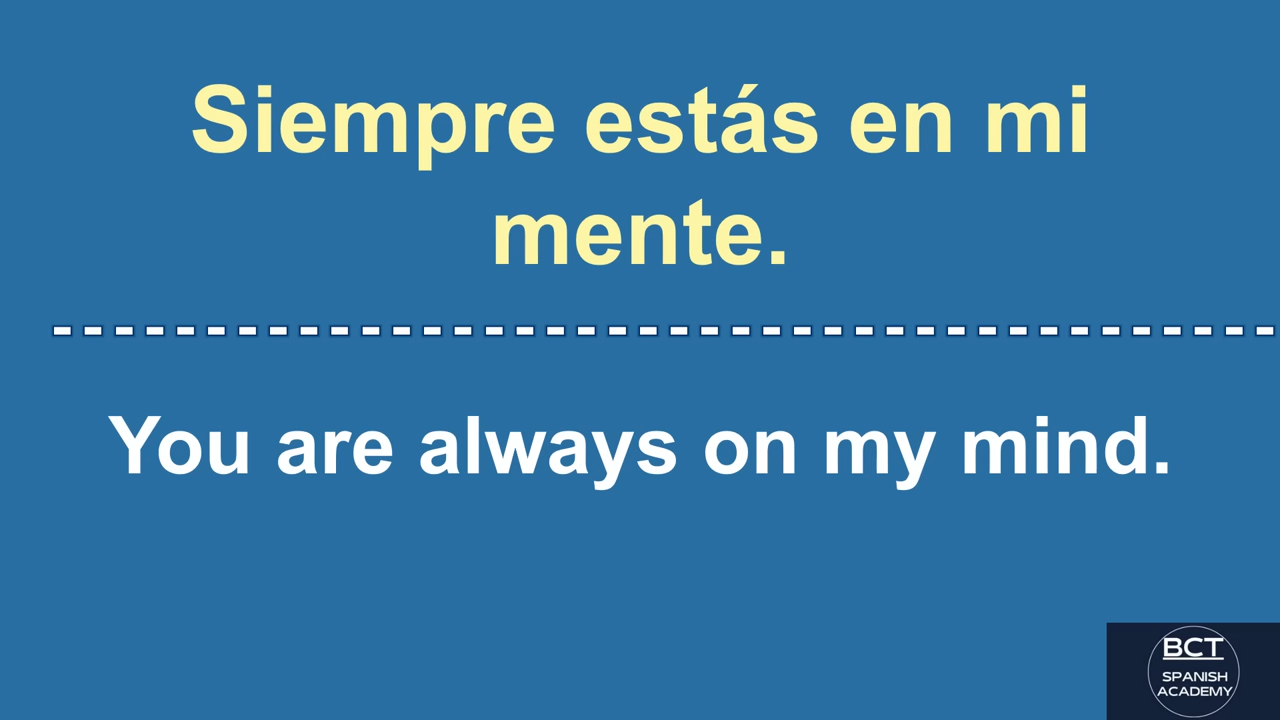 Siempre estás en mi
mente.
You are always on my mind.
BCT
SPANISH
ACADEMY